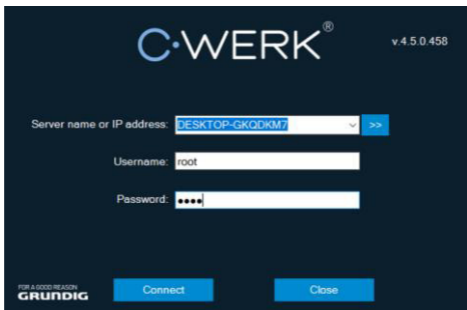 C·WERK®
v.4.5.0.458
Server name or IP address: DESKTOP-GKQDKM7 >>
Username: root
Password: ••••
FOR A GOOD REASON
GRUNDIG
Connect
Close